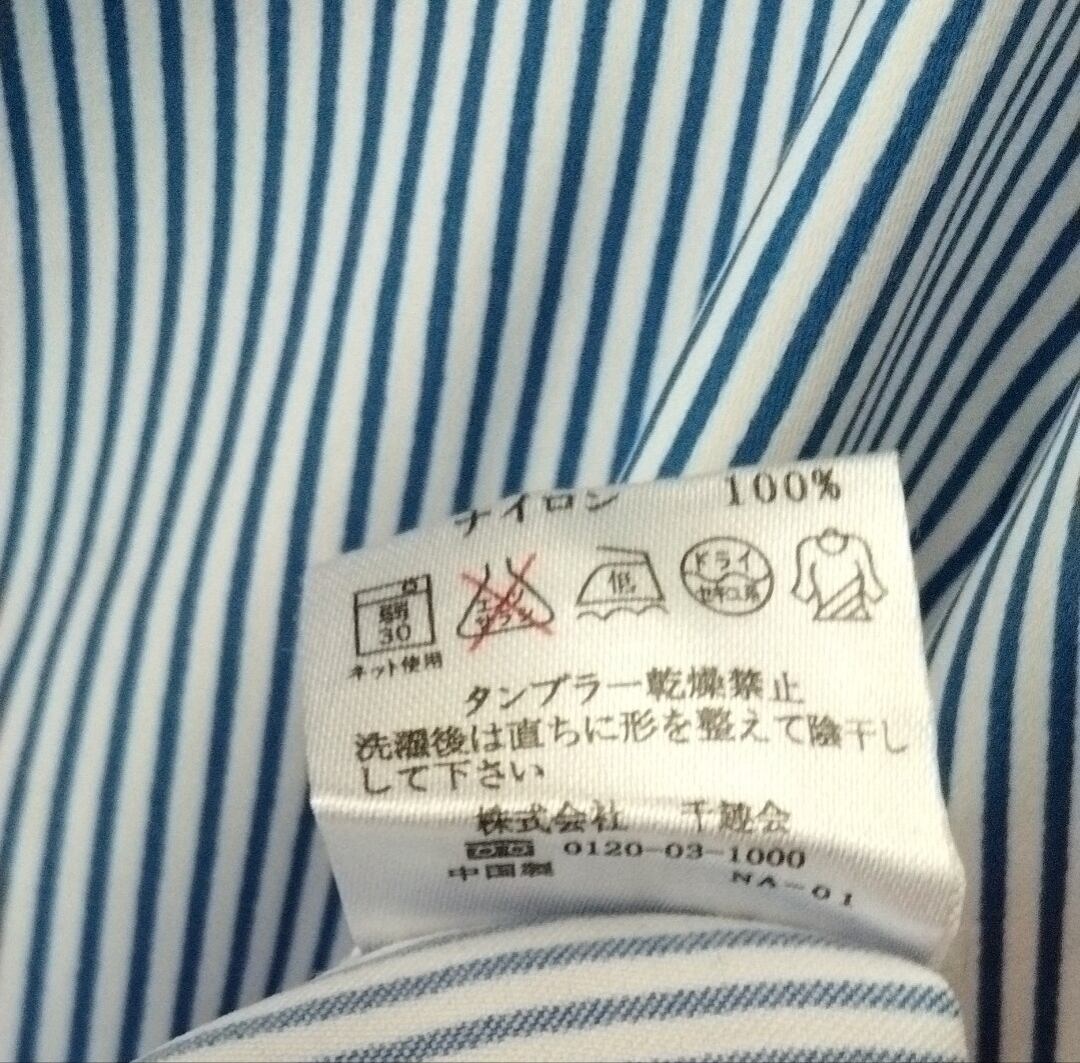 ナイロン 100%
弱 30
エンソ サラシ
低
ドライ
セキユ系
ネット使用
タンブラー乾燥禁止
洗濯後は直ちに形を整えて陰干し
して下さい
株式会社 千趣会
0120-03-1000
中国製
NA-01